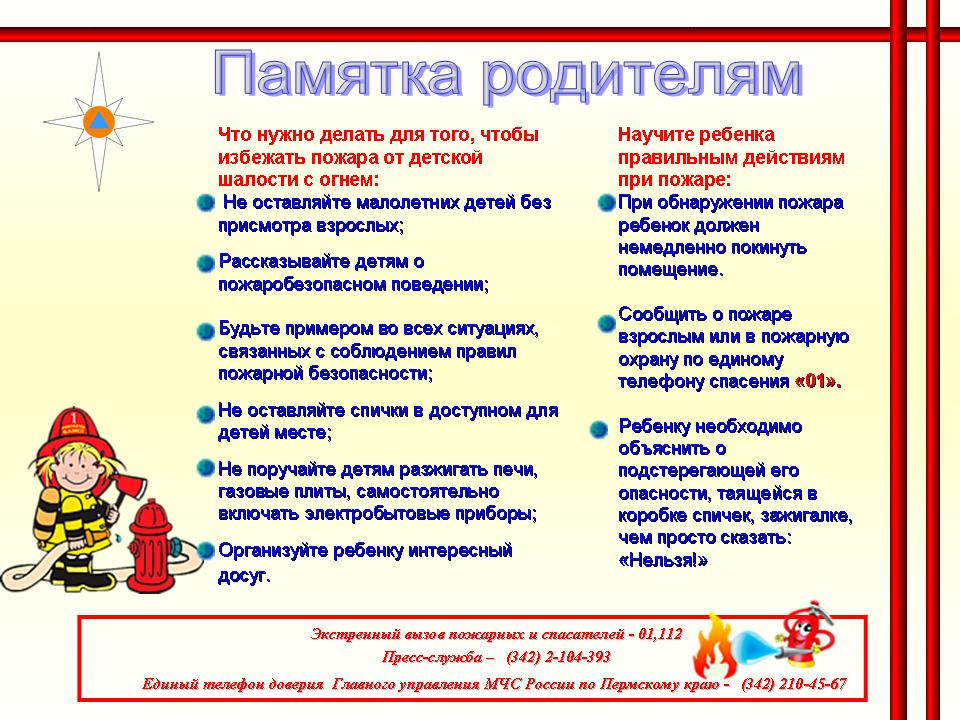 Памятка родителям
Что нужно делать для того, чтобы
избежать пожара от детской
шалости с огнем:
Не оставляйте малолетних детей без
присмотра взрослых;
Рассказывайте детям о
пожаробезопасном поведении;
Будьте примером во всех ситуациях,
связанных с соблюдением правил
пожарной безопасности;
Не оставляйте спички в доступном для
детей месте;
Не поручайте детям разжигать печи,
газовые плиты, самостоятельно
включать электробытовые приборы;
Организуйте ребенку интересный
досуг.
Научите ребенка
правильным действиям
при пожаре:
При обнаружении пожара
ребенок должен
немедленно покинуть
помещение.
Сообщить о пожаре
взрослым или в пожарную
охрану по единому
телефону спасения «01».
Ребенку необходимо
объяснить о
подстерегающей его
опасности, таящейся в
коробке спичек, зажигалке,
чем просто сказать:
«Нельзя!»
1
Экстренный вызов пожарных и спасателей - 01,112
Пресс-служба – (342) 2-104-393
Единый телефон доверия Главного управления МЧС России по Пермскому краю - (342) 210-45-67